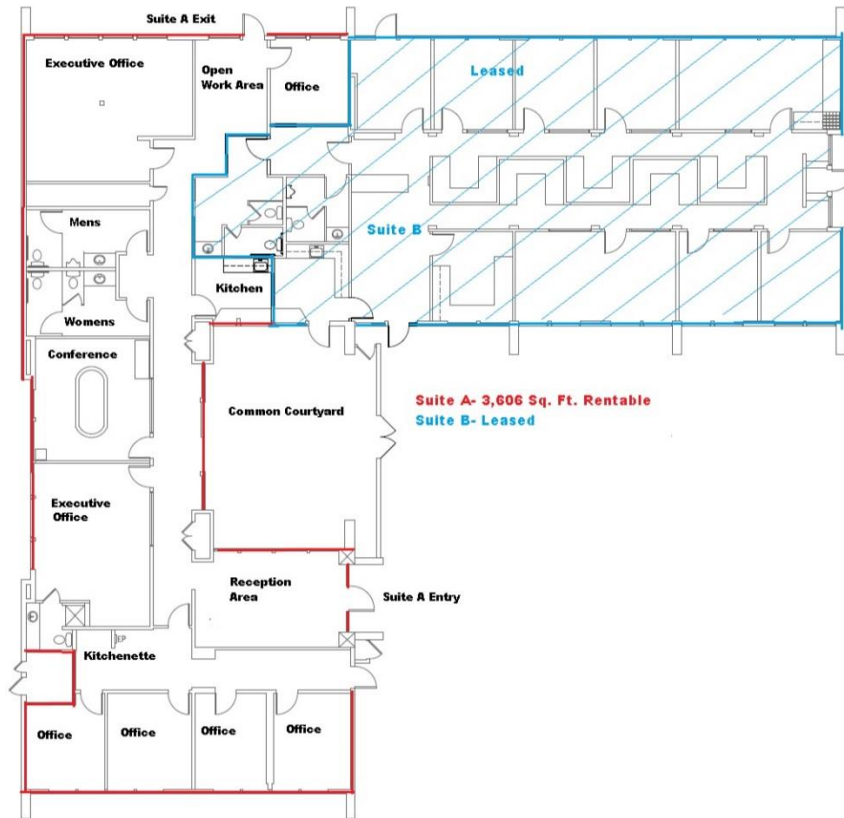 Suite A Exit
Executive Office
Open
Work Area
Office
Leased
Mens
Suite B
Kitchen
Womens
Conference
Suite A- 3,606 Sq. Ft. Rentable
Suite B- Leased
Common Courtyard
Executive
Office
Reception
Area
Suite A Entry
EP
Kitchenette
Office
Office
Office
Office